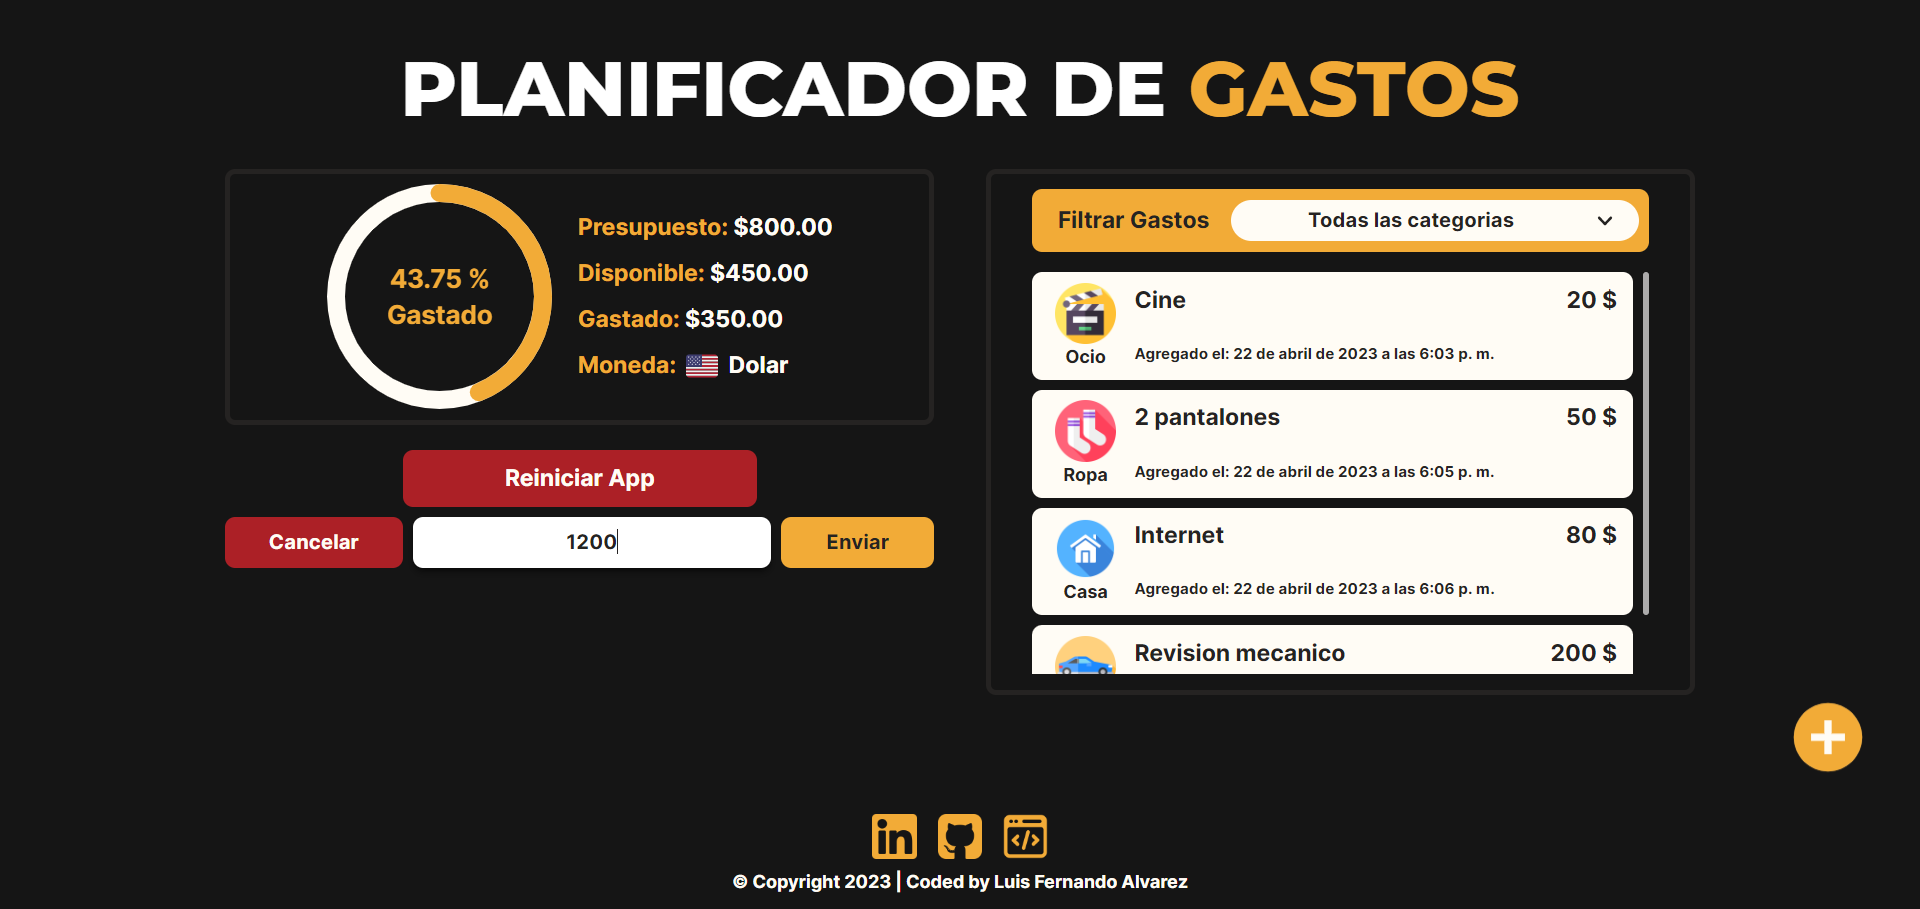 PLANIFICADOR DE GASTOS
43.75 %
Gastado
Presupuesto: $800.00
Disponible: $450.00
Gastado: $350.00
Moneda: Dolar
Reiniciar App
Cancelar
1200
Enviar
Filtrar Gastos
Todas las categorias
Cine
20 $
Ocio
Agregado el: 22 de abril de 2023 a las 6:03 p. m.
2 pantalones
50 $
Ropa
Agregado el: 22 de abril de 2023 a las 6:05 p. m.
Internet
80 $
Casa
Agregado el: 22 de abril de 2023 a las 6:06 p. m.
Revision mecanico
200 $
in
</>
© Copyright 2023 | Coded by Luis Fernando Alvarez